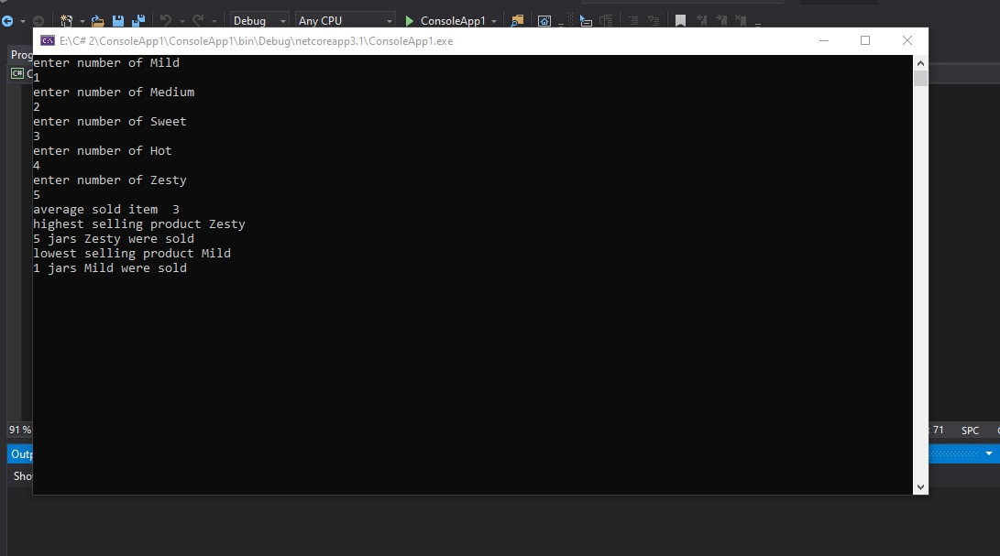 Debug
Any CPU
ConsoleApp1
E:\C# 2\ConsoleApp1\ConsoleApp1\bin\Debug\netcoreapp3.1\ConsoleApp1.exe
Prog
C#
enter number of Mild
1
enter number of Medium
2
enter number of Sweet
3
enter number of Hot
4
enter number of Zesty
5
average sold item  3
highest selling product Zesty
5 jars Zesty were sold
lowest selling product Mild
1 jars Mild were sold
91 %
71
SPC
Outp
Sho